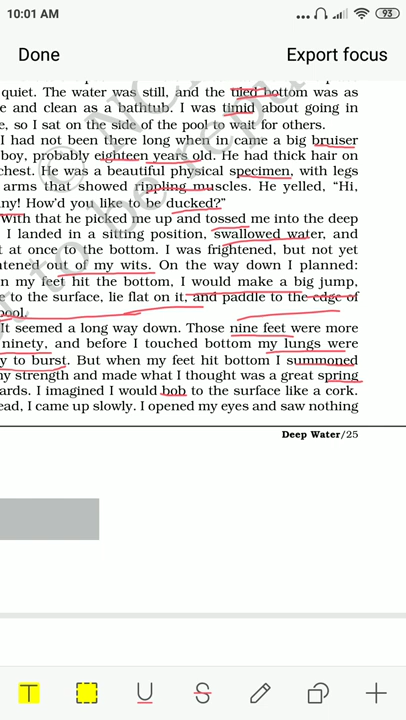 10:01 AM
93
Done
Export focus
quiet. The water was still, and the tiled bottom was as
e and clean as a bathtub. I was timid about going in
e, so I sat on the side of the pool to wait for others.
I had not been there long when in came a big bruiser
boy, probably eighteen years old. He had thick hair on
chest. He was a beautiful physical specimen, with legs
arms that showed rippling muscles. He yelled, “Hi,
ny! How’d you like to be ducked?”
With that he picked me up and tossed me into the deep
I landed in a sitting position, swallowed water, and
t at once to the bottom. I was frightened, but not yet
htened out of my wits. On the way down I planned:
n my feet hit the bottom, I would make a big jump,
e to the surface, lie flat on it, and paddle to the edge of
pool.
It seemed a long way down. Those nine feet were more
ninety, and before I touched bottom my lungs were
y to burst. But when my feet hit bottom I summoned
my strength and made what I thought was a great spring
ards. I imagined I would bob to the surface like a cork.
ead, I came up slowly. I opened my eyes and saw nothing
Deep Water/25
T
U
S